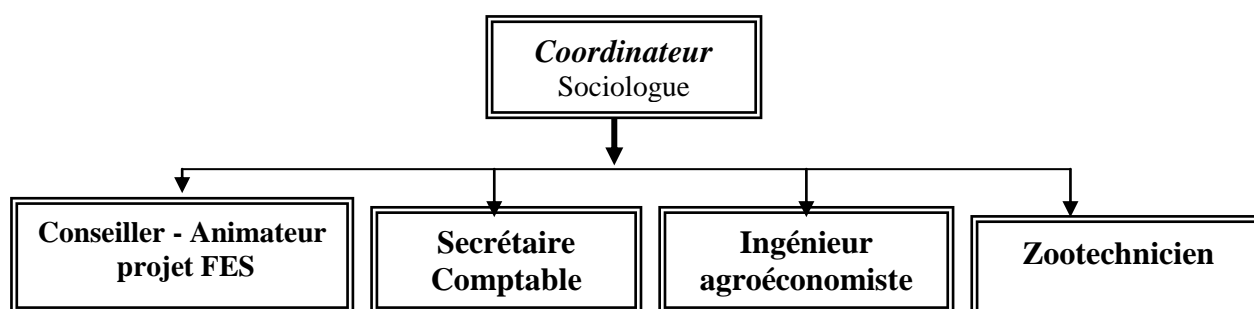 Coordinateur
Sociologue
Conseiller - Animateur
projet FES
Secrétaire
Comptable
Ingénieur
agroéconomiste
Zootechnicien